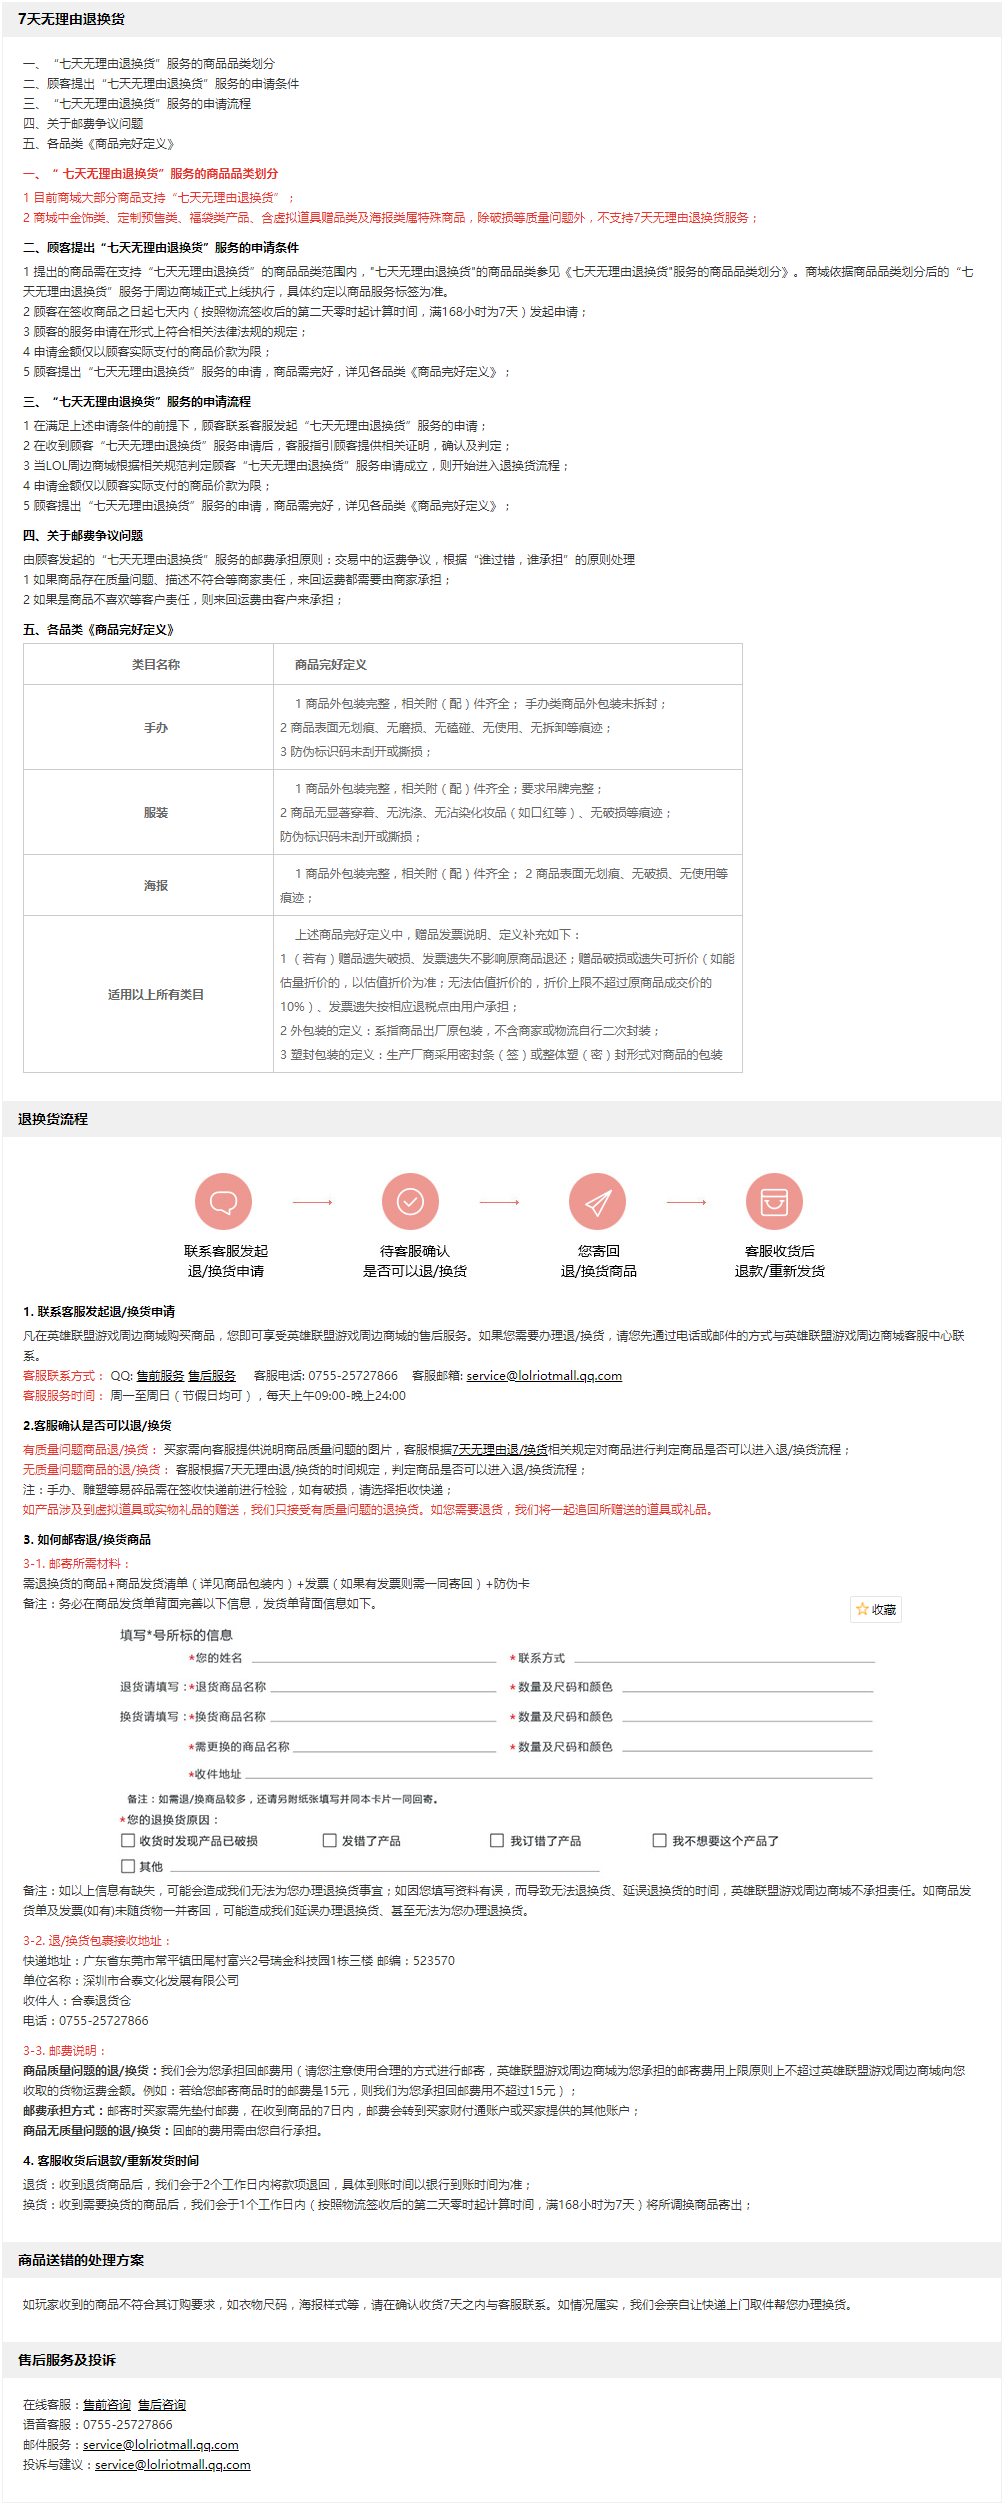 7天无理由退换货
一、“七天无理由退换货”服务的商品品类划分
二、顾客提出“七天无理由退换货”服务的申请条件
三、“七天无理由退换货”服务的申请流程
四、关于邮费争议问题
五、各品类《商品完好定义》
一、“ 七天无理由退换货”服务的商品品类划分
1 目前商城大部分商品支持“七天无理由退换货”；
2 商城中金饰类、定制预售类、福袋类产品、含虚拟道具赠品类及海报类属特殊商品，除破损等质量问题外，不支持7天无理由退换货服务；
二、顾客提出“七天无理由退换货”服务的申请条件
1 提出的商品需在支持“七天无理由退换货”的商品品类范围内，"七天无理由退换货"的商品品类参见《七天无理由退换货"服务的商品品类划分》。商城依据商品品类划分后的“七
天无理由退换货”服务于周边商城正式上线执行，具体约定以商品服务标签为准。
2 顾客在签收商品之日起七天内（按照物流签收后的第二天零时起计算时间，满168小时为7天）发起申请；
3 顾客的服务申请在形式上符合相关法律法规的规定；
4 申请金额仅以顾客实际支付的商品价款为限；
5 顾客提出“七天无理由退换货”服务的申请，商品需完好，详见各品类《商品完好定义》；
三、“七天无理由退换货”服务的申请流程
1 在满足上述申请条件的前提下，顾客联系客服发起“七天无理由退换货”服务的申请；
2 在收到顾客“七天无理由退换货”服务申请后，客服指引顾客提供相关证明，确认及判定；
3 当LOL周边商城根据相关规范判定顾客“七天无理由退换货”服务申请成立，则开始进入退换货流程；
4 申请金额仅以顾客实际支付的商品价款为限；
5 顾客提出“七天无理由退换货”服务的申请，商品需完好，详见各品类《商品完好定义》；
四、关于邮费争议问题
由顾客发起的“七天无理由退换货”服务的邮费承担原则：交易中的运费争议，根据“谁过错，谁承担”的原则处理
1 如果商品存在质量问题、描述不符合等商家责任，来回运费都需要由商家承担；
2 如果是商品不喜欢等客户责任，则来回运费由客户来承担；
五、各品类《商品完好定义》
类目名称 商品完好定义
手办
1 商品外包装完整，相关附（配）件齐全； 手办类商品外包装未拆封；
2 商品表面无划痕、无磨损、无磕碰、无使用、无拆卸等痕迹；
3 防伪标识码未刮开或撕损；
服装
1 商品外包装完整，相关附（配）件齐全；要求吊牌完整；
2 商品无显著穿着、无洗涤、无沾染化妆品（如口红等）、无破损等痕迹；
防伪标识码未刮开或撕损；
海报
1 商品外包装完整，相关附（配）件齐全； 2 商品表面无划痕、无破损、无使用等
痕迹；
适用以上所有类目
上述商品完好定义中，赠品发票说明、定义补充如下：
1 （若有）赠品遗失破损、发票遗失不影响原商品退还；赠品破损或遗失可折价（如能
估量折价的，以估值折价为准；无法估值折价的，折价上限不超过原商品成交价的
10%）、发票遗失按相应退税点由用户承担；
2 外包装的定义：系指商品出厂原包装，不含商家或物流自行二次封装；
3 塑封包装的定义：生产厂商采用密封条（签）或整体塑（密）封形式对商品的包装
退换货流程
联系客服发起
退/换货申请
待客服确认
是否可以退/换货
您寄回
退/换货商品
客服收货后
退款/重新发货
1. 联系客服发起退/换货申请
凡在英雄联盟游戏周边商城购买商品，您即可享受英雄联盟游戏周边商城的售后服务。如果您需要办理退/换货，请您先通过电话或邮件的方式与英雄联盟游戏周边商城客服中心联
系。
客服联系方式： QQ: 售前服务 售后服务 客服电话: 0755-25727866 客服邮箱: service@lolriotmall.qq.com
客服服务时间： 周一至周日（节假日均可），每天上午09:00-晚上24:00
2.客服确认是否可以退/换货
有质量问题商品退/换货： 买家需向客服提供说明商品质量问题的图片，客服根据7天无理由退/换货相关规定对商品进行判定商品是否可以进入退/换货流程；
无质量问题商品的退/换货： 客服根据7天无理由退/换货的时间规定，判定商品是否可以进入退/换货流程；
注：手办、雕塑等易碎品需在签收快递前进行检验，如有破损，请选择拒收快递；
如产品涉及到虚拟道具或实物礼品的赠送，我们只接受有质量问题的退换货。如您需要退货，我们将一起追回所赠送的道具或礼品。
3. 如何邮寄退/换货商品
3-1. 邮寄所需材料：
需退换货的商品+商品发货清单（详见商品包装内）+发票（如果有发票则需一同寄回）+防伪卡
备注：务必在商品发货单背面完善以下信息，发货单背面信息如下。
收藏
填写*号所标的信息
*您的姓名 *联系方式
退货请填写：*退货商品名称 *数量及尺码和颜色
换货请填写：*换货商品名称 *数量及尺码和颜色
*需更换的商品名称 *数量及尺码和颜色
*收件地址
备注：如需退/换商品较多，还请另附纸张填写并同本卡片一同回寄。
*您的退换货原因：
收货时发现产品已破损 发错了产品 我订错了产品 我不想要这个产品了
其他
备注：如以上信息有缺失，可能会造成我们无法为您办理退换货事宜；如因您填写资料有误，而导致无法退换货、延误退换货的时间，英雄联盟游戏周边商城不承担责任。如商品发
货单及发票(如有)未随货物一并寄回，可能造成我们延误办理退换货、甚至无法为您办理退换货。
3-2. 退/换货包裹接收地址：
快递地址：广东省东莞市常平镇田尾村富兴2号瑞金科技园1栋三楼 邮编：523570
单位名称：深圳市合泰文化发展有限公司
收件人：合泰退货仓
电话：0755-25727866
3-3. 邮费说明：
商品质量问题的退/换货：我们会为您承担回邮费用（请您注意使用合理的方式进行邮寄，英雄联盟游戏周边商城为您承担的邮寄费用上限原则上不超过英雄联盟游戏周边商城向您
收取的货物运费金额。例如：若给您邮寄商品时的邮费是15元，则我们为您承担回邮费用不超过15元）；
邮费承担方式：邮寄时买家需先垫付邮费，在收到商品的7日内，邮费会转到买家财付通账户或买家提供的其他账户；
商品无质量问题的退/换货：回邮的费用需由您自行承担。
4. 客服收货后退款/重新发货时间
退货：收到退货商品后，我们会于2个工作日内将款项退回，具体到账时间以银行到账时间为准；
换货：收到需要换货的商品后，我们会于1个工作日内（按照物流签收后的第二天零时起计算时间，满168小时为7天）将所调换商品寄出；
商品送错的处理方案
如玩家收到的商品不符合其订购要求，如衣物尺码，海报样式等，请在确认收货7天之内与客服联系。如情况属实，我们会亲自让快递上门取件帮您办理换货。
售后服务及投诉
在线客服：售前咨询 售后咨询
语音客服：0755-25727866
邮件服务：service@lolriotmall.qq.com
投诉与建议：service@lolriotmall.qq.com